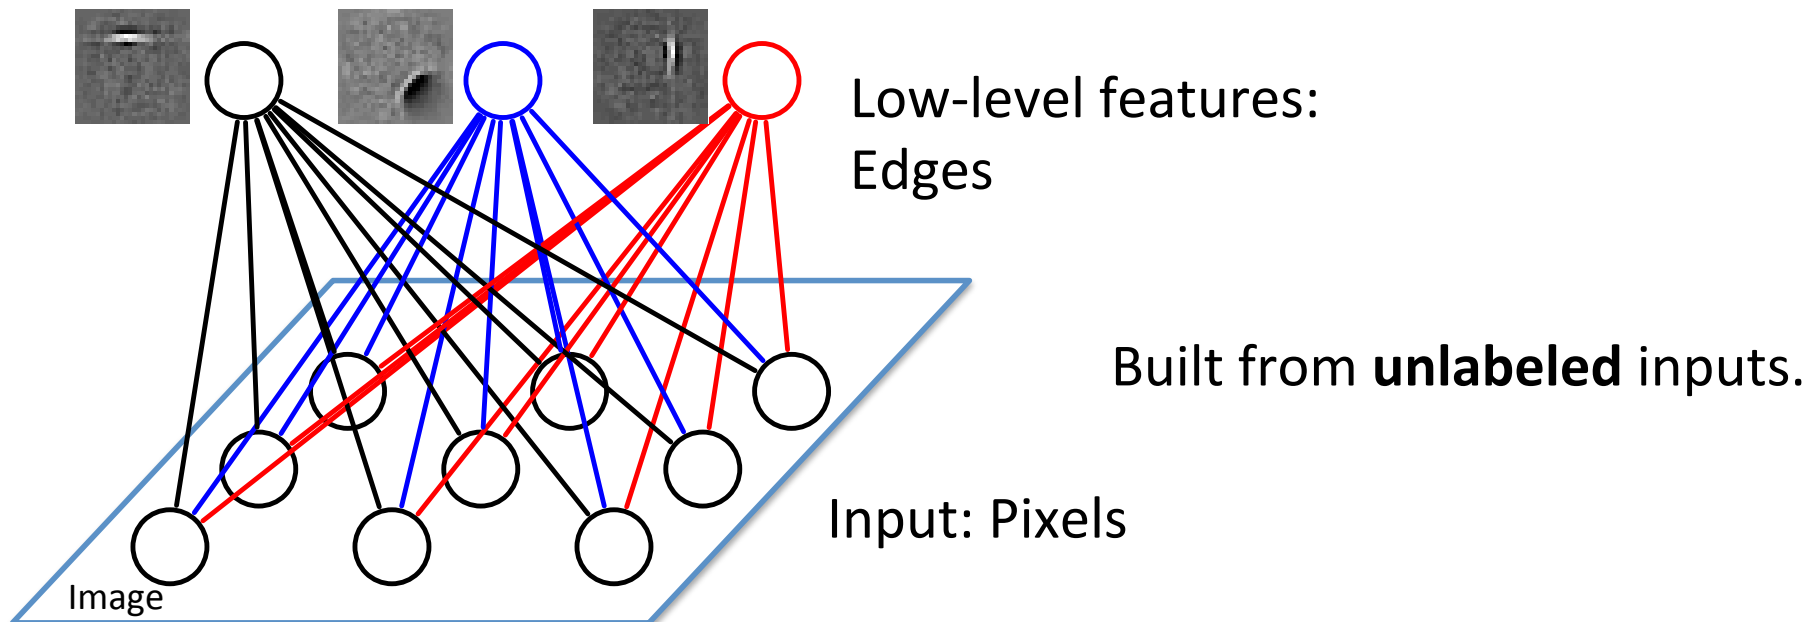 Low-level features:
Edges
Built from unlabeled inputs.
Input: Pixels
Image